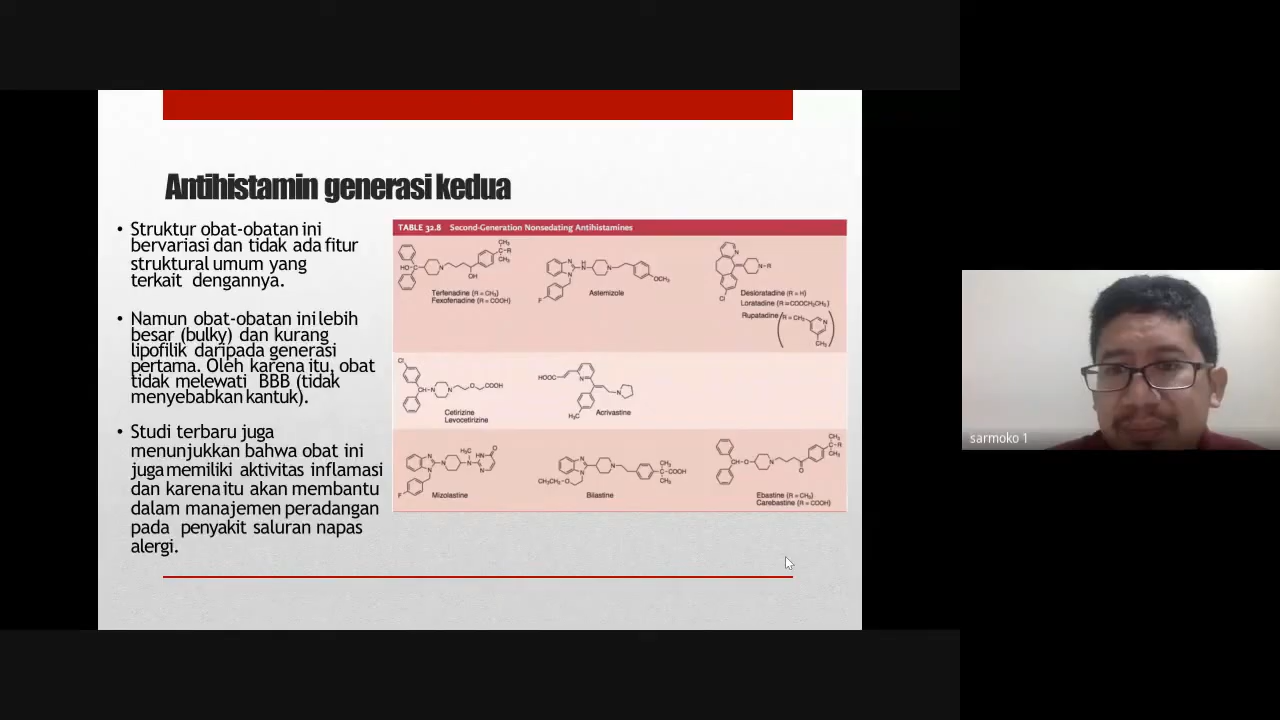 Antihistamin generasi kedua
• Struktur obat-obatan ini
bervariasi dan tidak ada fitur
struktural umum yang
terkait dengannya.
• Namun obat-obatan ini lebih
besar (bulky) dan kurang
lipofilik daripada generasi
pertama. Oleh karena itu, obat
tidak melewati BBB (tidak
menyebabkan kantuk).
• Studi terbaru juga
menunjukkan bahwa obat ini
juga memiliki aktivitas inflamasi
dan karena itu akan membantu
dalam manajemen peradangan
pada penyakit saluran napas
alergi.
TABLE 32.8 Second-Generation Nonsedating Antihistamines
Terfenadine (R = CH₃)
Fexofenadine (R = COOH)
Astemizole
Desloratadine (R = H)
Loratadine (R = COOCH₂CH₃)
Rupatadine
Cetirizine
Levocetirizine
Acrivastine
Mizolastine
Bilastine
Ebastine (R = CH₃)
Carebastine (R = COOH)
sarmoko 1